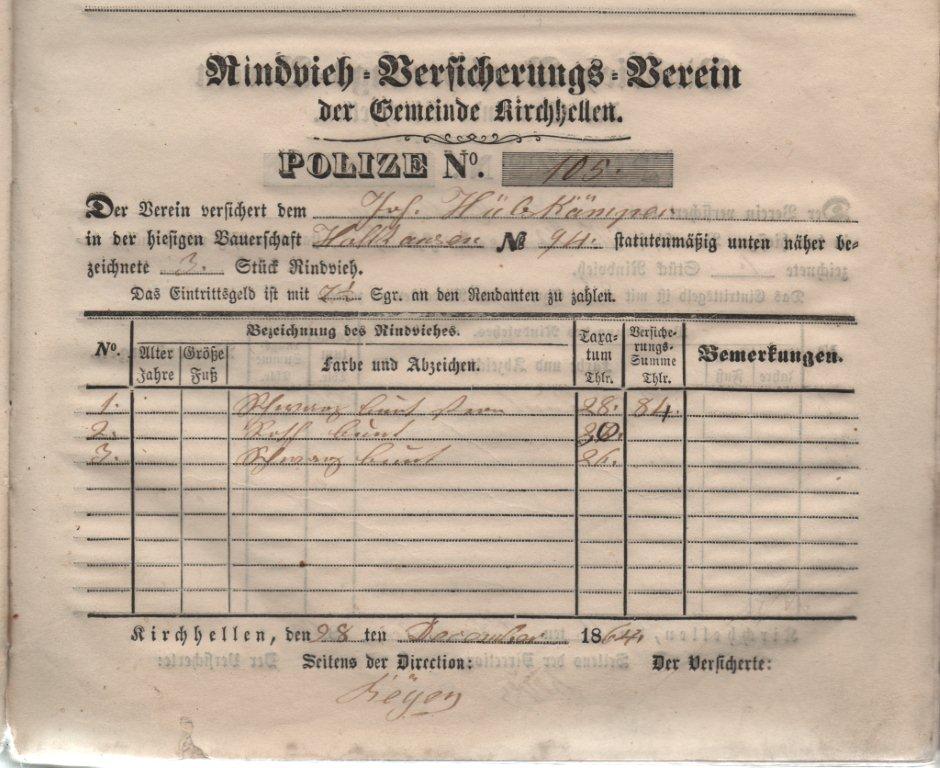 Rindvieh-Versicherungs-Verein
der Gemeinde Kirchhellen.
POLIZE No. 105.
Der Verein versichert dem Joh. Hülskämper
in der hiesigen Bauerschaft No 94. statutenmäßig unten näher be-
zeichnete 3. Stück Rindvieh.
Das Eintrittsgeld ist mit 7½ Sgr. an den Rendanten zu zahlen.
No. Bezeichnung des Rindviehes. Taxa- Versiche- Bemerkungen.
Alter Größe Farbe und Abzeichen. tum rungs-
Jahre Fuß Thlr. Summe
Thlr.
1. Schwarz bunt Stern 28. 84.
2. Roth bunt 30.
3. Schwarz bunt 26.
Kirchhellen, den 28 ten December 1864
Seitens der Direction: Der Versicherte: